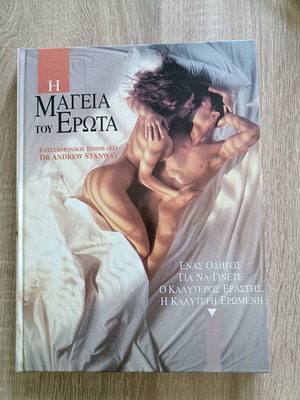 Η
ΜΑΓΕΙΑ
ΤΟΥ ΕΡΩΤΑ
ΕΠΙΣΤΗΜΟΝΙΚΗ ΕΠΙΜΕΛΕΙΑ
DR ANDREW STANWAY
ΕΝΑΣ ΟΔΗΓΟΣ
ΓΙΑ ΝΑ ΓΙΝΕΤΕ
Ο ΚΑΛΥΤΕΡΟΣ ΕΡΑΣΤΗΣ,
Η ΚΑΛΥΤΕΡΗ ΕΡΩΜΕΝΗ